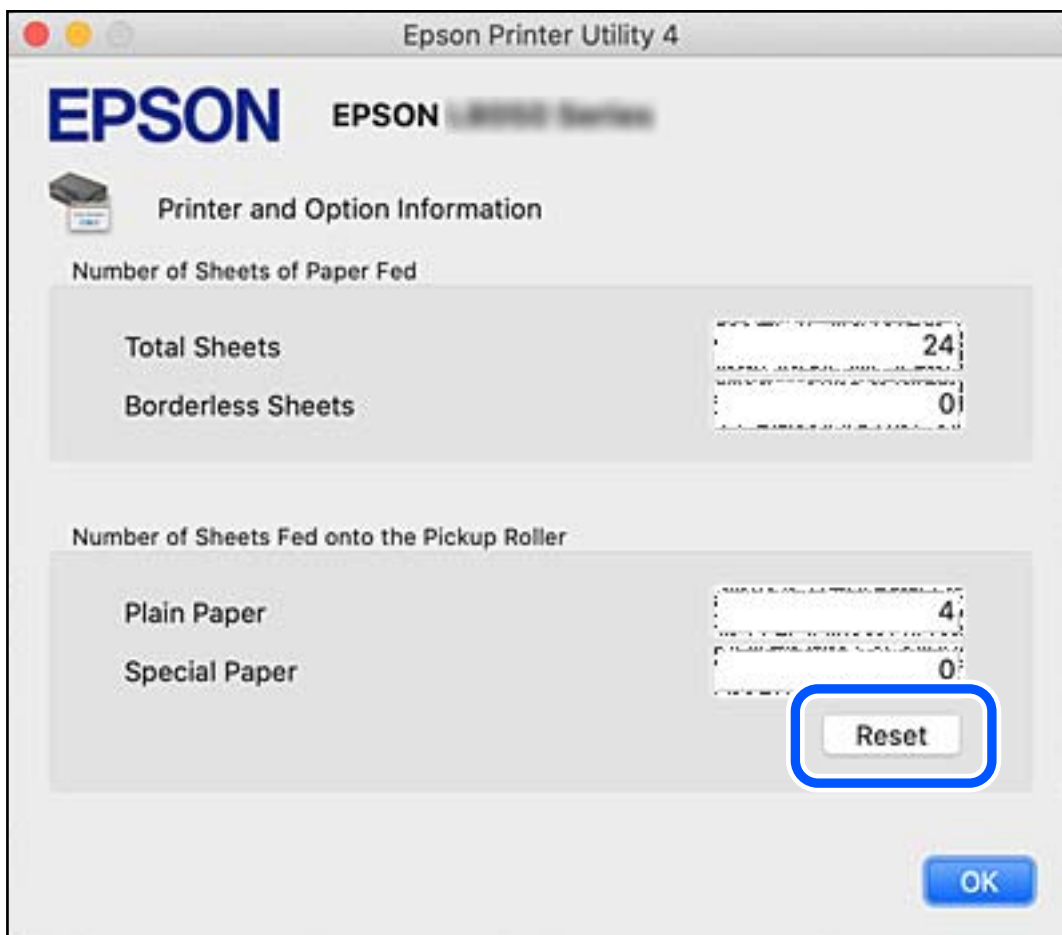 Epson Printer Utility 4
EPSON EPSON
Printer and Option Information
Number of Sheets of Paper Fed
Total Sheets 24
Borderless Sheets 0
Number of Sheets Fed onto the Pickup Roller
Plain Paper 4
Special Paper 0
Reset
OK